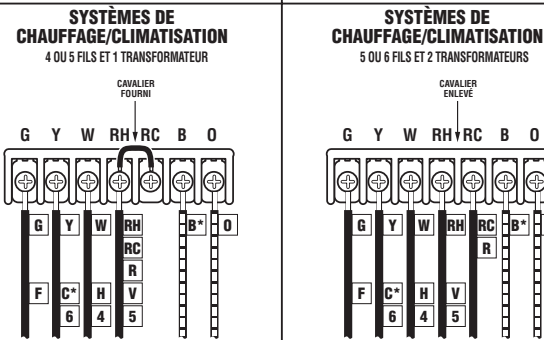 SYSTÈMES DE
CHAUFFAGE/CLIMATISATION
4 OU 5 FILS ET 1 TRANSFORMATEUR
CAVALIER
FOURNI
G Y W RH RC B O
G Y W RH B* O
RC
R
F C* H V
6 4 5
SYSTÈMES DE
CHAUFFAGE/CLIMATISATION
5 OU 6 FILS ET 2 TRANSFORMATEURS
CAVALIER
ENLEVÉ
G Y W RH RC B O
G Y W RH RC B*
R
F C* H V
6 4 5